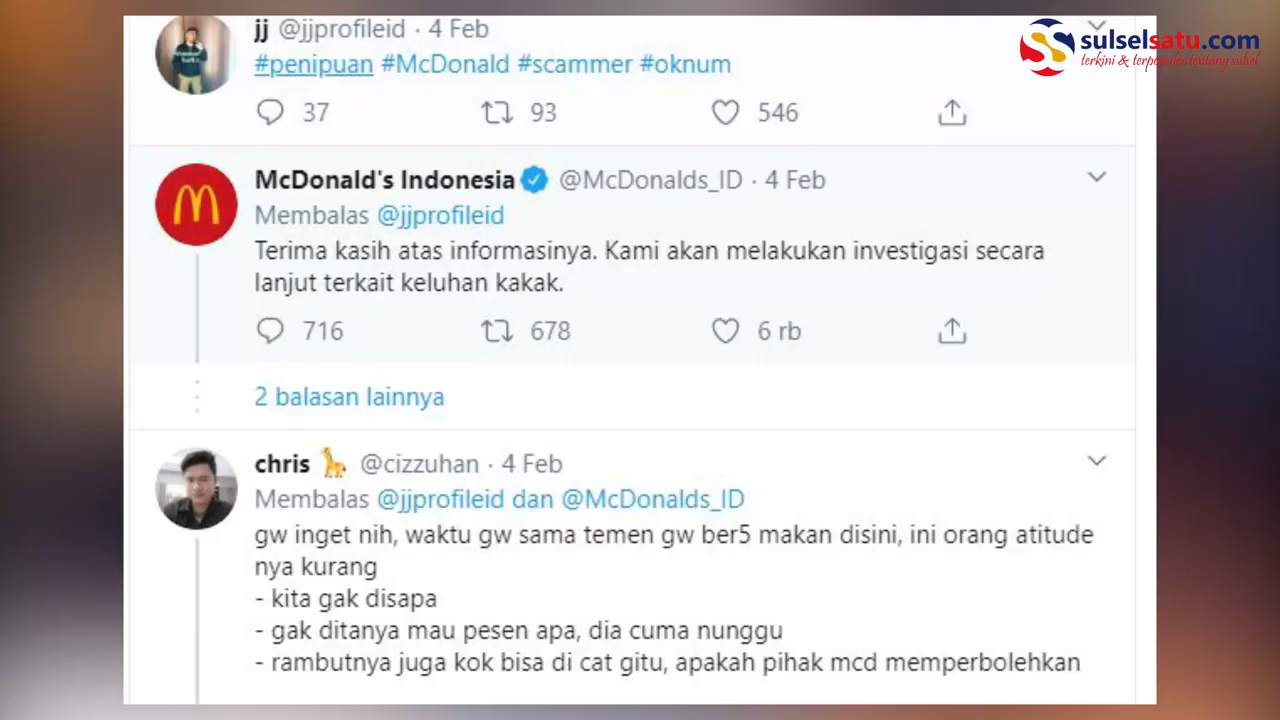 jj @jjprofileid · 4 Feb
#penipuan #McDonald #scammer #oknum
37 93 546
sulselsatu.com
terkini & terpopuler tentang sulsel
McDonald's Indonesia @McDonalds_ID · 4 Feb
Membalas @jjprofileid
Terima kasih atas informasinya. Kami akan melakukan investigasi secara
lanjut terkait keluhan kakak.
716 678 6 rb
2 balasan lainnya
chris 🦒 @cizzuhan · 4 Feb
Membalas @jjprofileid dan @McDonalds_ID
gw inget nih, waktu gw sama temen gw ber5 makan disini, ini orang atitude
nya kurang
- kita gak disapa
- gak ditanya mau pesen apa, dia cuma nunggu
- rambutnya juga kok bisa di cat gitu, apakah pihak mcd memperbolehkan